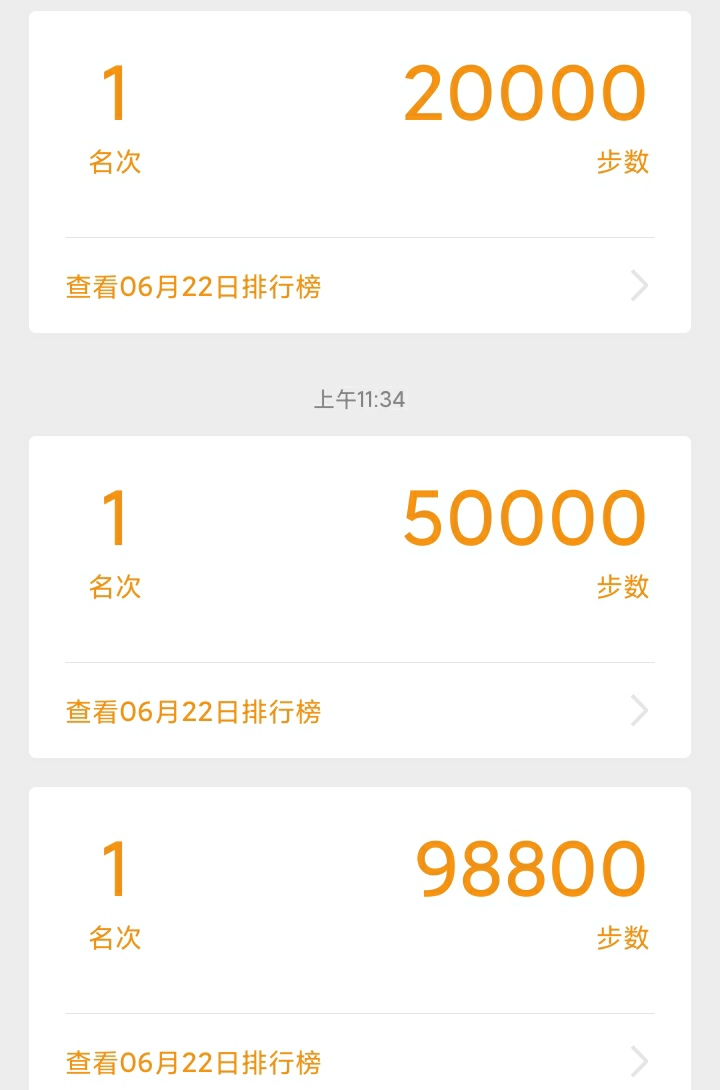 1 20000
名次 步数
查看06月22日排行榜
上午11:34
1 50000
名次 步数
查看06月22日排行榜
1 98800
名次 步数
查看06月22日排行榜